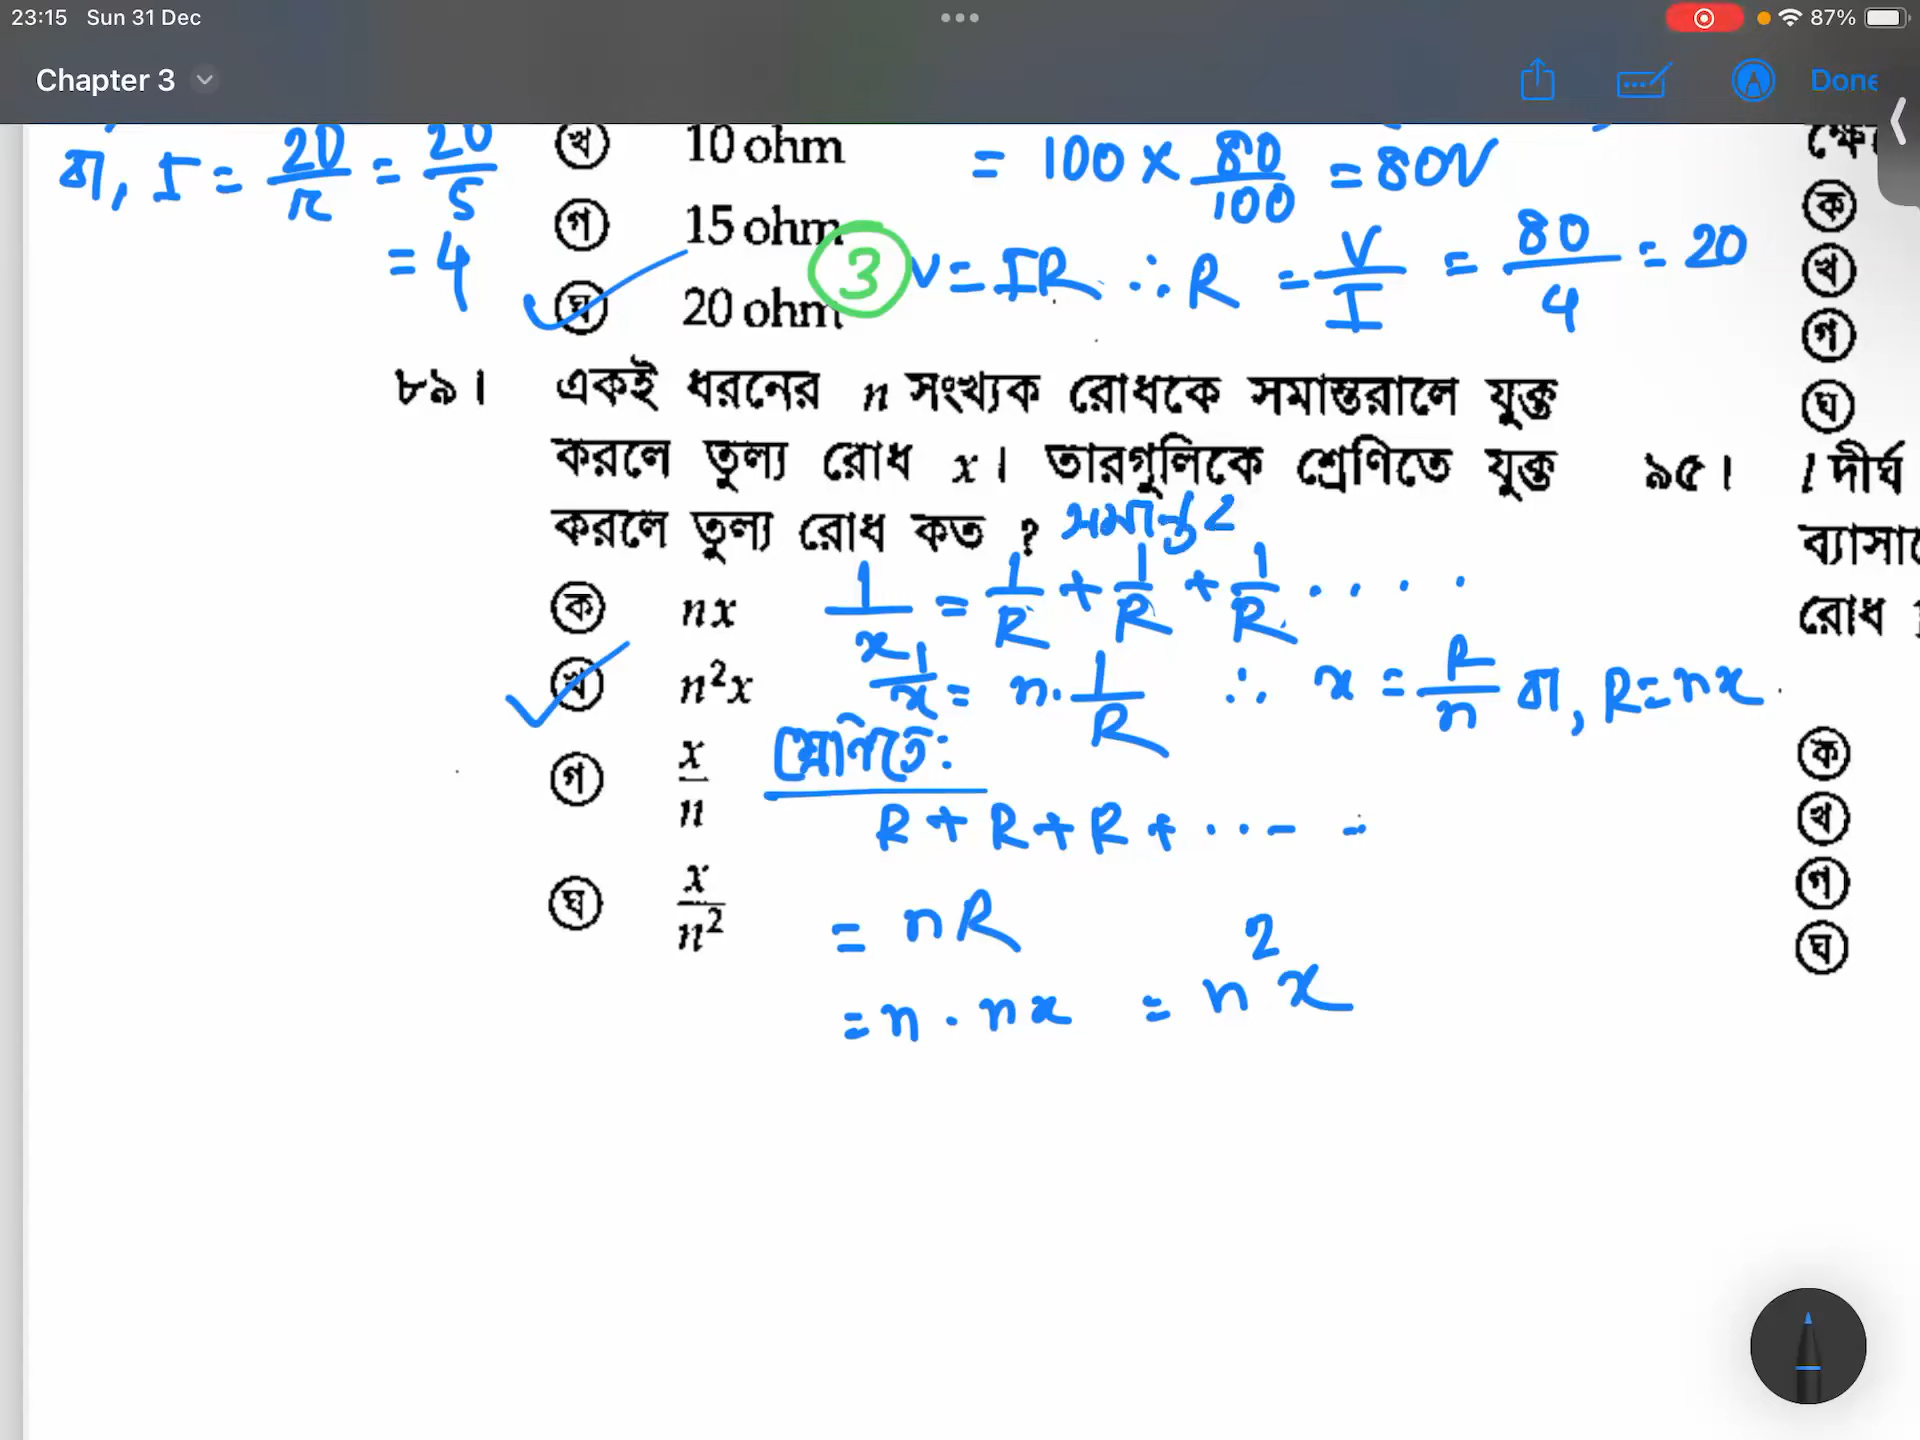 23:15 Sun 31 Dec 87%
Chapter 3 Done
বা, I = 20/r = 20/5
= 4
খ 10 ohm
গ 15 ohm
ঘ 20 ohm
= 100 × 80/100 = 80V
3 V = IR ∴ R = V/I = 80/4 = 20
৮৯। একই ধরনের n সংখ্যক রোধকে সমান্তরালে যুক্ত
করলে তুল্য রোধ x। তারগুলিকে শ্রেণিতে যুক্ত
করলে তুল্য রোধ কত ?
ক nx
খ n²x
গ x/n
ঘ x/n²
1/x = 1/R + 1/R + 1/R ....
1/x = n. 1/R ∴ x = R/n বা, R = nx
শ্রেণিতে:
R + R + R + .....
= nR
= n . nx = n²x
ক
খ
গ
ঘ
৯৫। l দীর্ঘ
রোধ
ক
খ
গ
ঘ